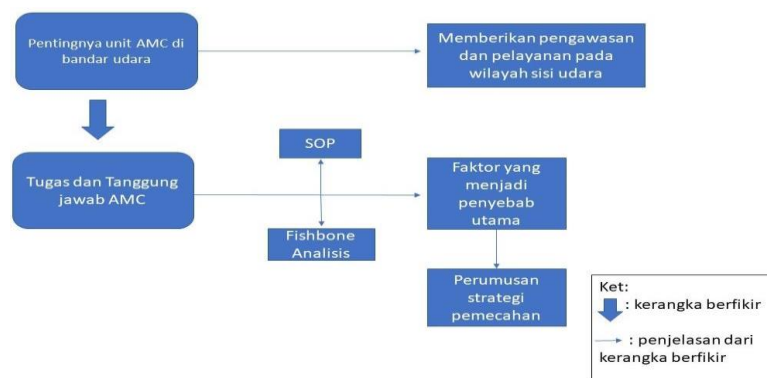 Pentingnya unit AMC di
bandar udara
Memberikan pengawasan
dan pelayanan pada
wilayah sisi udara
SOP
Tugas dan Tanggung
jawab AMC
Faktor yang
menjadi
penyebab
utama
Fishbone
Analisis
Perumusan
strategi
pemecahan
Ket:
: kerangka berfikir
: penjelasan dari
kerangka berfikir